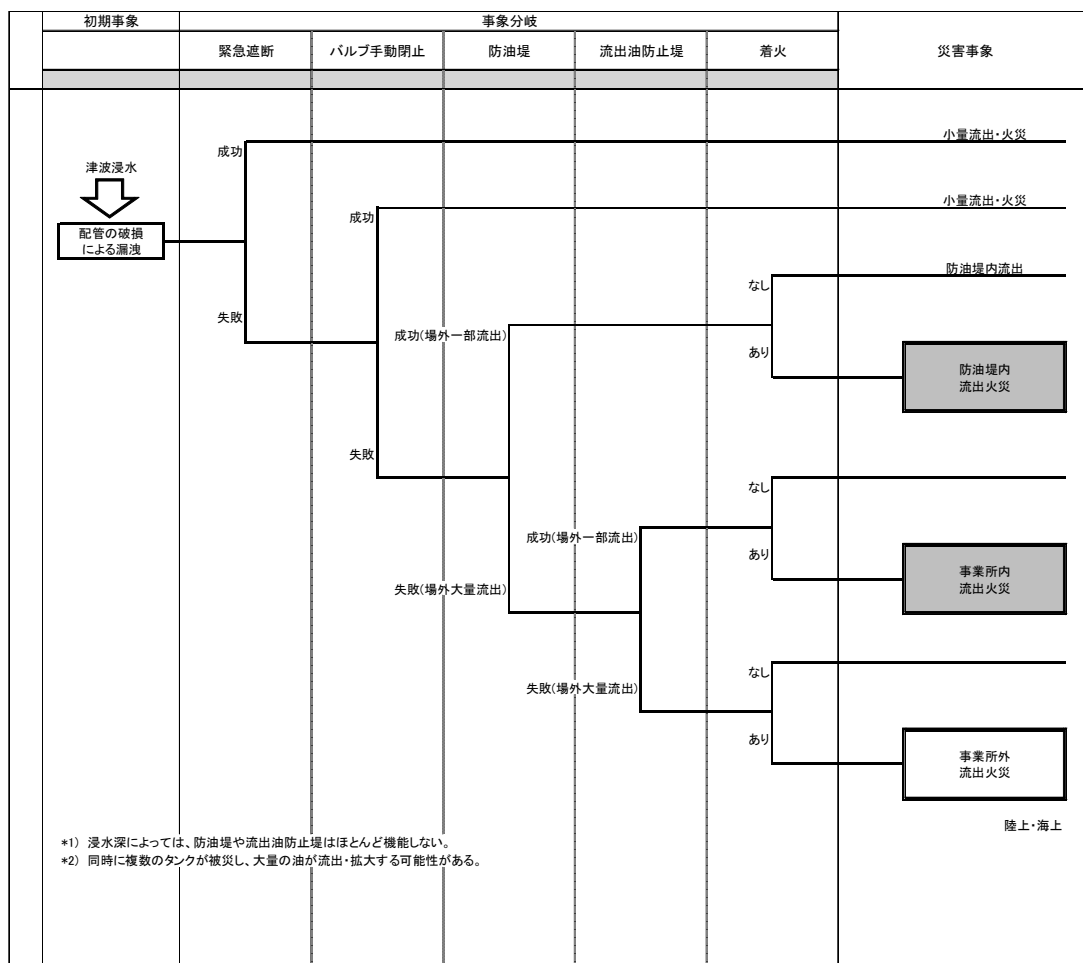 初期事象
事象分岐
緊急遮断
バルブ手動閉止
防油堤
流出油防止堤
着火
災害事象
小量流出・火災
成功
津波浸水
小量流出・火災
成功
配管の破損
による漏洩
防油堤内流出
なし
失敗
成功(場外一部流出)
あり
防油堤内
流出火災
失敗
なし
成功(場外一部流出)
あり
事業所内
流出火災
失敗(場外大量流出)
なし
失敗(場外大量流出)
あり
事業所外
流出火災
陸上・海上
*1) 浸水深によっては、防油堤や流出油防止堤はほとんど機能しない。
*2) 同時に複数のタンクが被災し、大量の油が流出・拡大する可能性がある。